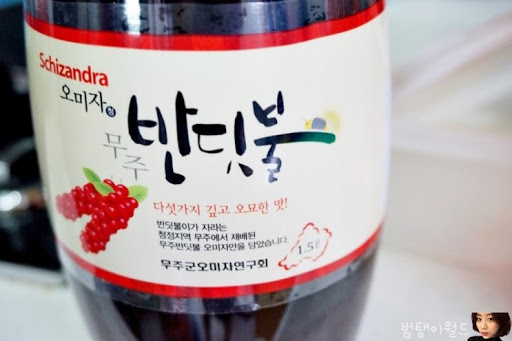 Schizandra
오미자청
무주 반딧불
다섯가지 깊고 오묘한 맛!
반딧불이가 자라는
청정지역 무주에서 재배된
무주반딧불 오미자만을 담았습니다.
1.5ℓ
무주군오미자연구회
범탱이월드